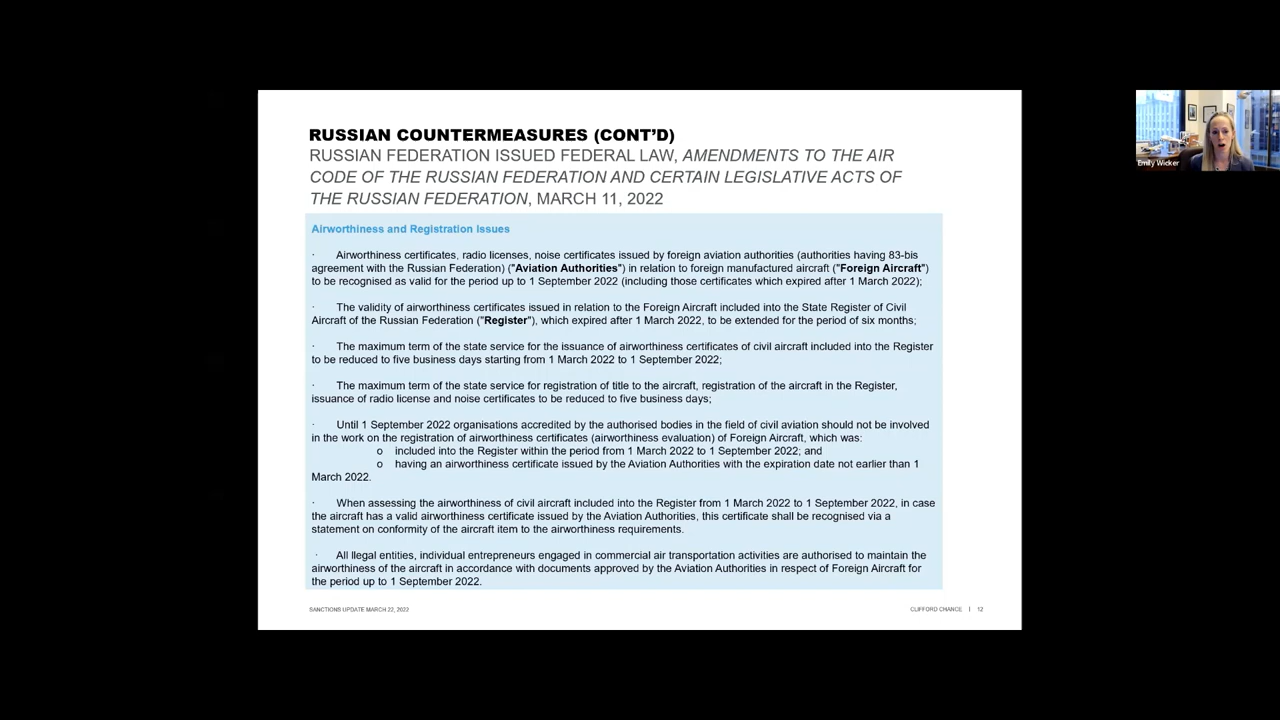 RUSSIAN COUNTERMEASURES (CONT'D)
RUSSIAN FEDERATION ISSUED FEDERAL LAW, AMENDMENTS TO THE AIR
CODE OF THE RUSSIAN FEDERATION AND CERTAIN LEGISLATIVE ACTS OF
THE RUSSIAN FEDERATION, MARCH 11, 2022
Airworthiness and Registration Issues
· Airworthiness certificates, radio licenses, noise certificates issued by foreign aviation authorities (authorities having 83-bis
agreement with the Russian Federation) ("Aviation Authorities") in relation to foreign manufactured aircraft ("Foreign Aircraft")
to be recognised as valid for the period up to 1 September 2022 (including those certificates which expired after 1 March 2022);
· The validity of airworthiness certificates issued in relation to the Foreign Aircraft included into the State Register of Civil
Aircraft of the Russian Federation ("Register"), which expired after 1 March 2022, to be extended for the period of six months;
· The maximum term of the state service for the issuance of airworthiness certificates of civil aircraft included into the Register
to be reduced to five business days starting from 1 March 2022 to 1 September 2022;
· The maximum term of the state service for registration of title to the aircraft, registration of the aircraft in the Register,
issuance of radio license and noise certificates to be reduced to five business days;
· Until 1 September 2022 organisations accredited by the authorised bodies in the field of civil aviation should not be involved
in the work on the registration of airworthiness certificates (airworthiness evaluation) of Foreign Aircraft, which was:
o included into the Register within the period from 1 March 2022 to 1 September 2022; and
o having an airworthiness certificate issued by the Aviation Authorities with the expiration date not earlier than 1
March 2022.
· When assessing the airworthiness of civil aircraft included into the Register from 1 March 2022 to 1 September 2022, in case
the aircraft has a valid airworthiness certificate issued by the Aviation Authorities, this certificate shall be recognised via a
statement on conformity of the aircraft item to the airworthiness requirements.
· All llegal entities, individual entrepreneurs engaged in commercial air transportation activities are authorised to maintain the
airworthiness of the aircraft in accordance with documents approved by the Aviation Authorities in respect of Foreign Aircraft for
the period up to 1 September 2022.
SANCTIONS UPDATE MARCH 22, 2022
CLIFFORD CHANCE | 12
Emily Wicker